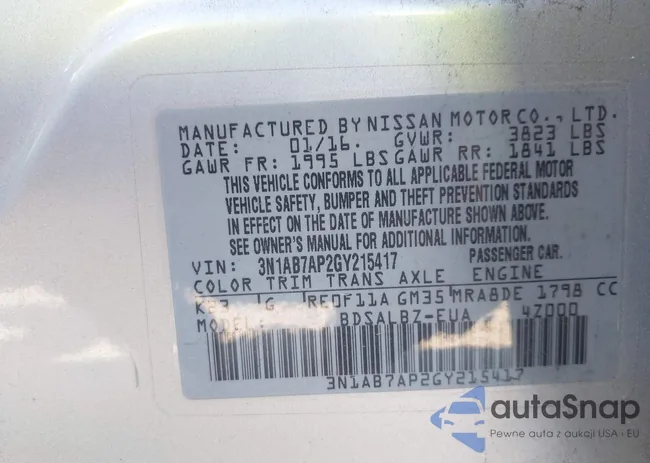 MANUFACTURED BY NISSAN MOTOR CO., LTD.
DATE: 01/16. GVWR: 3823 LBS
GAWR FR: 1995 LBS GAWR RR: 1841 LBS
THIS VEHICLE CONFORMS TO ALL APPLICABLE FEDERAL MOTOR
VEHICLE SAFETY, BUMPER AND THEFT PREVENTION STANDARDS
IN EFFECT ON THE DATE OF MANUFACTURE SHOWN ABOVE.
SEE OWNER'S MANUAL FOR ADDITIONAL INFORMATION.
VIN: 3N1AB7AP2GY215417 PASSENGER CAR.
COLOR TRIM TRANS AXLE ENGINE
K23 G RE0F11A GM35 MRA8DE 1798 CC
MODEL: BDSALBZ-EUA 4Z000
3N1AB7AP2GY215417
autaSnap
Pewne auta z aukcji USA i EU